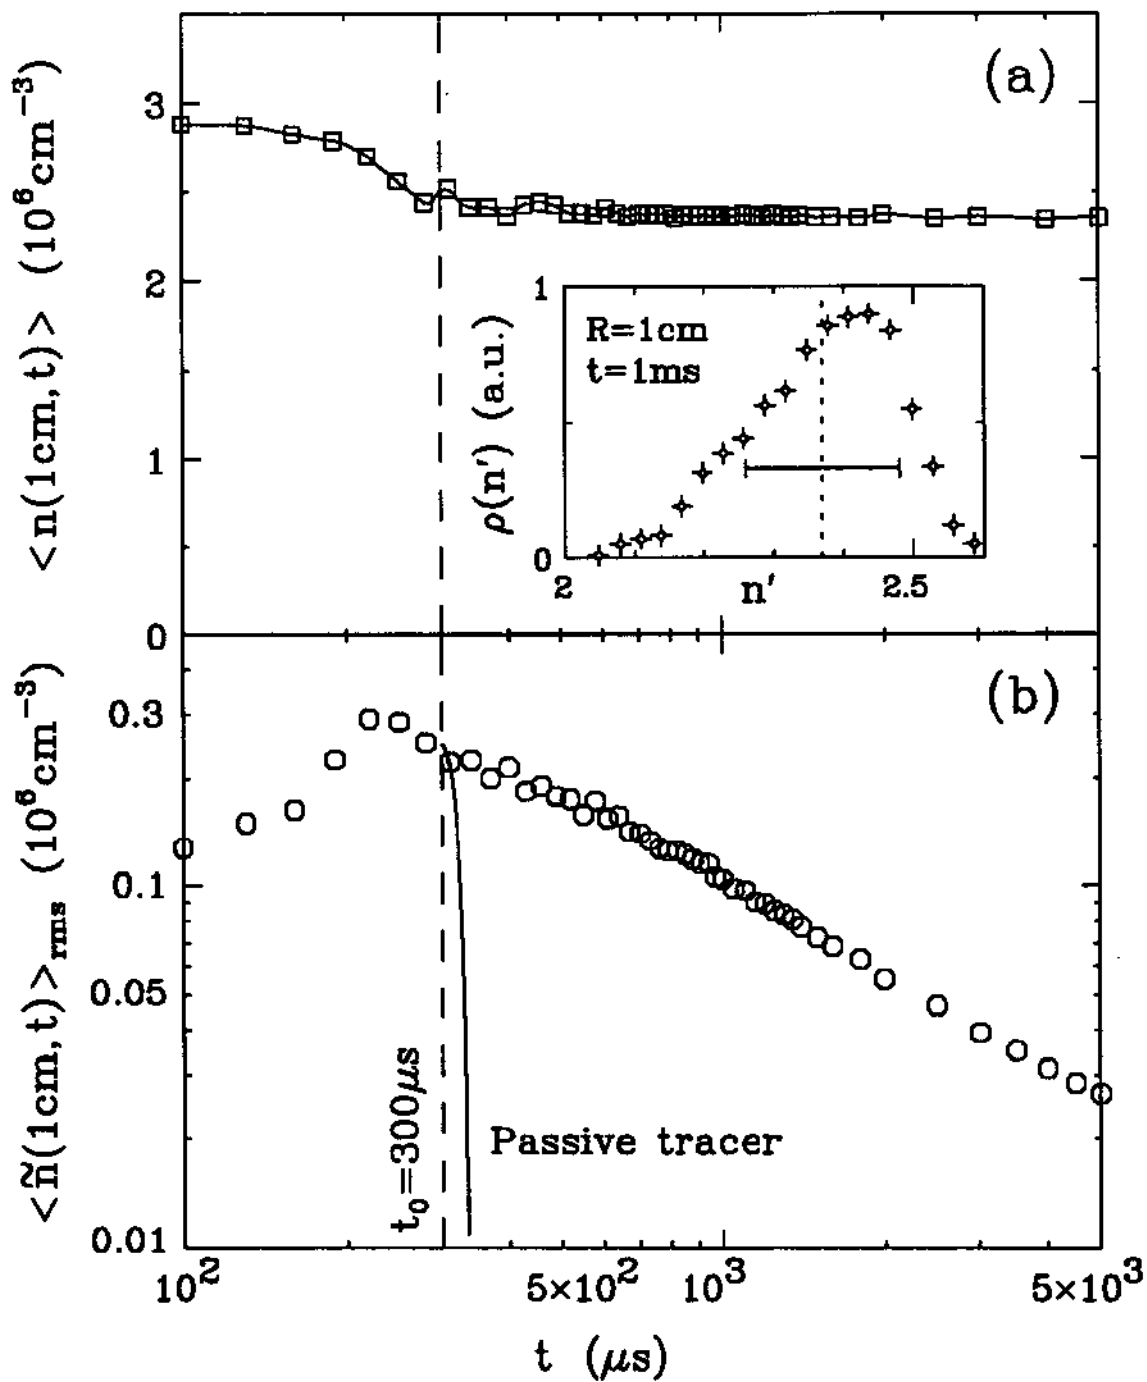 (a)
<n(1cm,t)> (10⁶cm⁻³)
3
2
1
0
R=1cm
t=1ms
ρ(n′) (a.u.)
1
0
2
n′
2.5
(b)
<ñ(1cm,t)>rms (10⁶cm⁻³)
0.3
0.1
0.05
0.01
t₀=300μs
Passive tracer
10²
5×10²
10³
5×10³
t (μs)